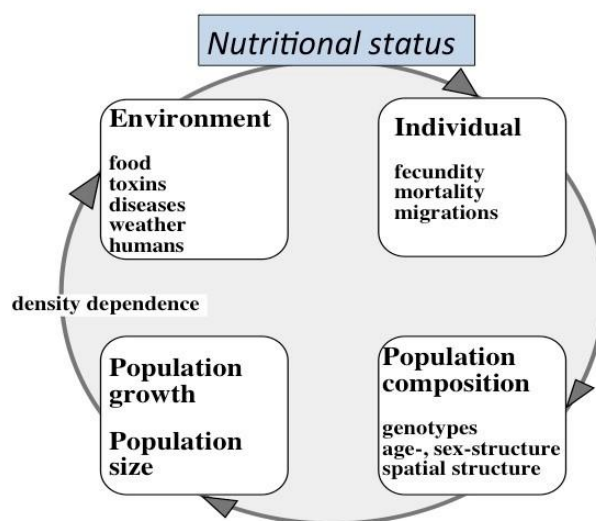 Nutritional status
Environment
food
toxins
diseases
weather
humans
Individual
fecundity
mortality
migrations
density dependence
Population
growth
Population
size
Population
composition
genotypes
age-, sex-structure
spatial structure